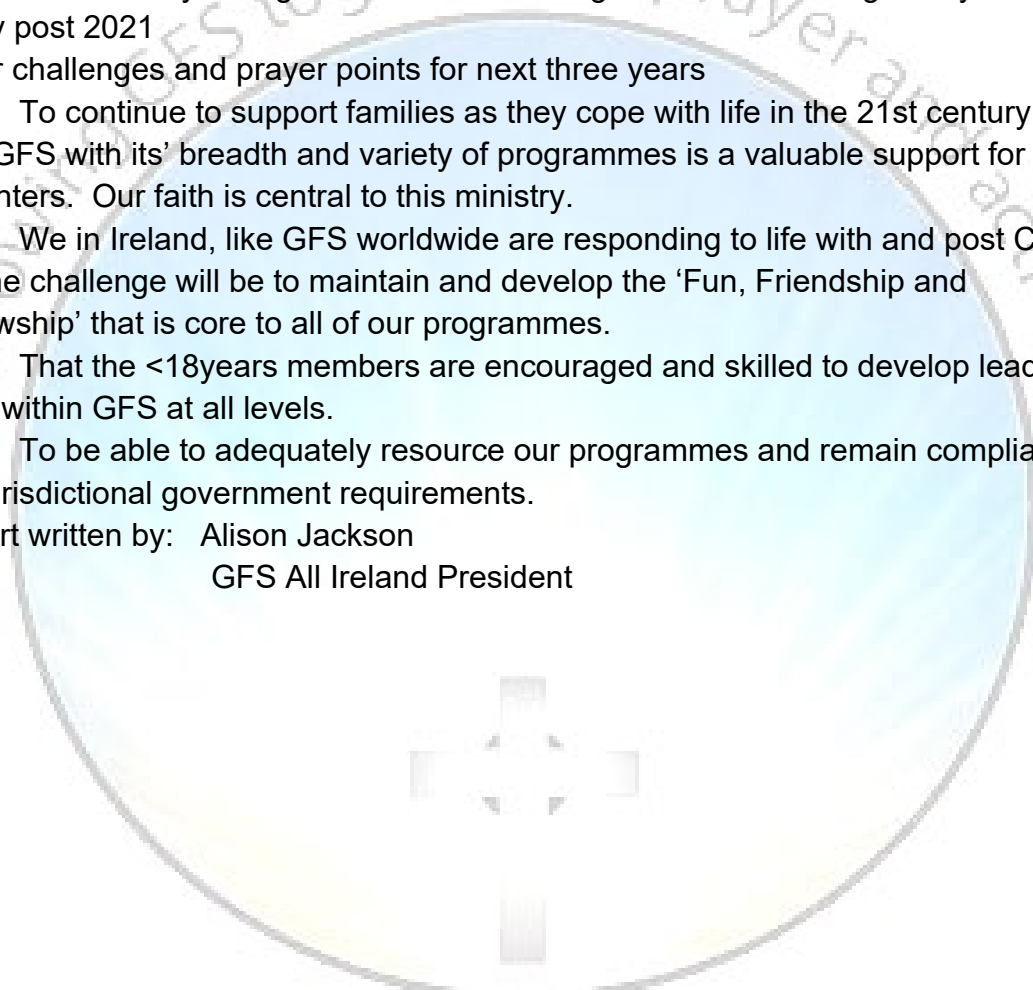 y post 2021
r challenges and prayer points for next three years
To continue to support families as they cope with life in the 21st century
GFS with its’ breadth and variety of programmes is a valuable support for
nters. Our faith is central to this ministry.
We in Ireland, like GFS worldwide are responding to life with and post C
e challenge will be to maintain and develop the ‘Fun, Friendship and
wship’ that is core to all of our programmes.
That the <18years members are encouraged and skilled to develop lead
within GFS at all levels.
To be able to adequately resource our programmes and remain complia
risdictional government requirements.
rt written by: Alison Jackson
GFS All Ireland President
owing GFS to g
ayer and act